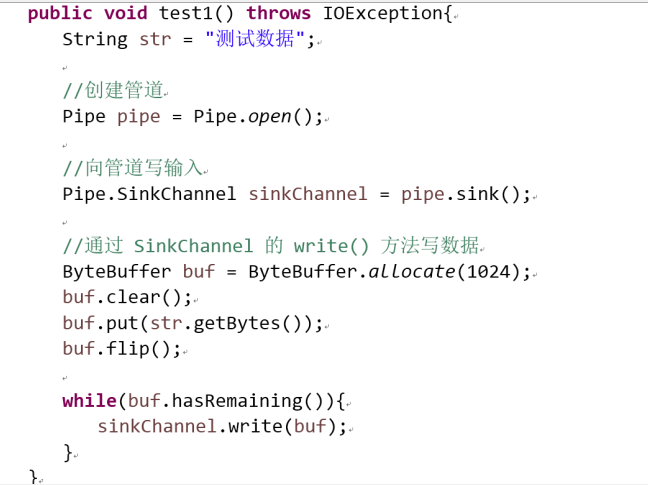 public void test1() throws IOException{
String str = "测试数据";
//创建管道
Pipe pipe = Pipe.open();
//向管道写输入
Pipe.SinkChannel sinkChannel = pipe.sink();
//通过 SinkChannel 的 write() 方法写数据
ByteBuffer buf = ByteBuffer.allocate(1024);
buf.clear();
buf.put(str.getBytes());
buf.flip();
while(buf.hasRemaining()){
sinkChannel.write(buf);
}
}